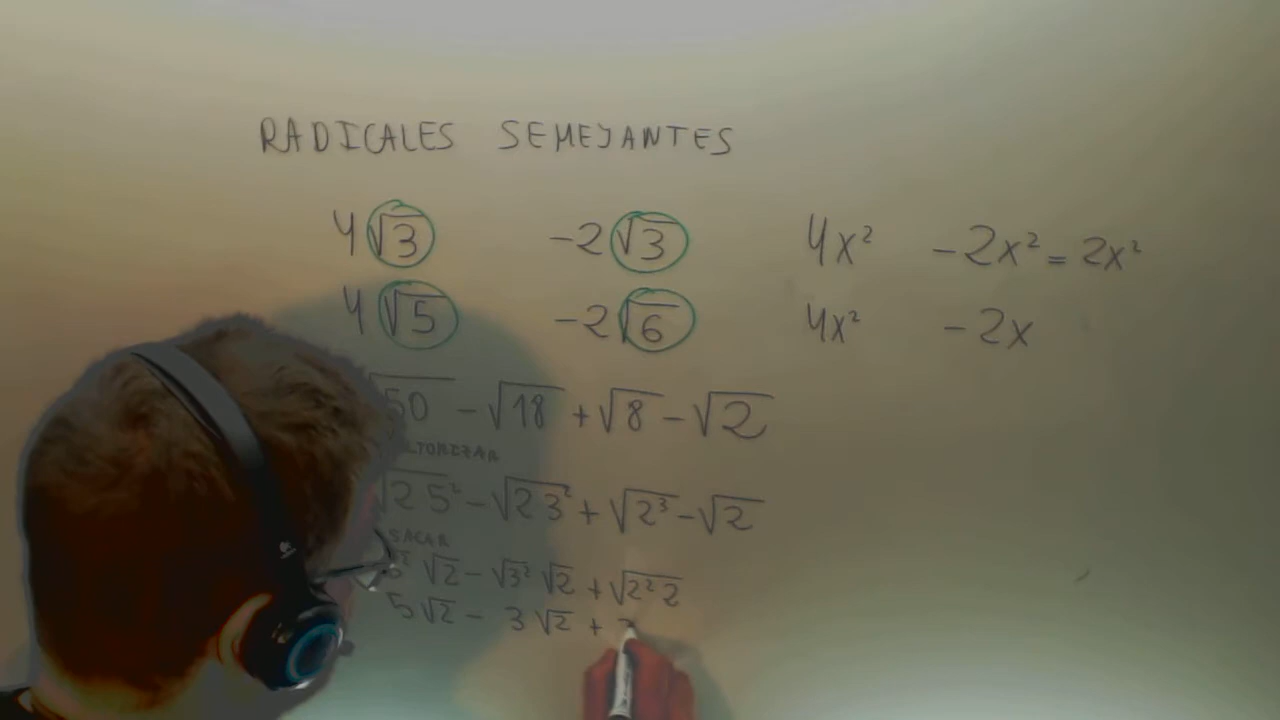 RADICALES SEMEJANTES
4√3 -2√3 4x² -2x² = 2x²
4√5 -2√6 4x² -2x
√50 - √18 + √8 - √2
√2 5² - √2 3² + √2³ - √2
SACAR
√2 - √3² √2 + √2² 2
5√2 - 3√2 +